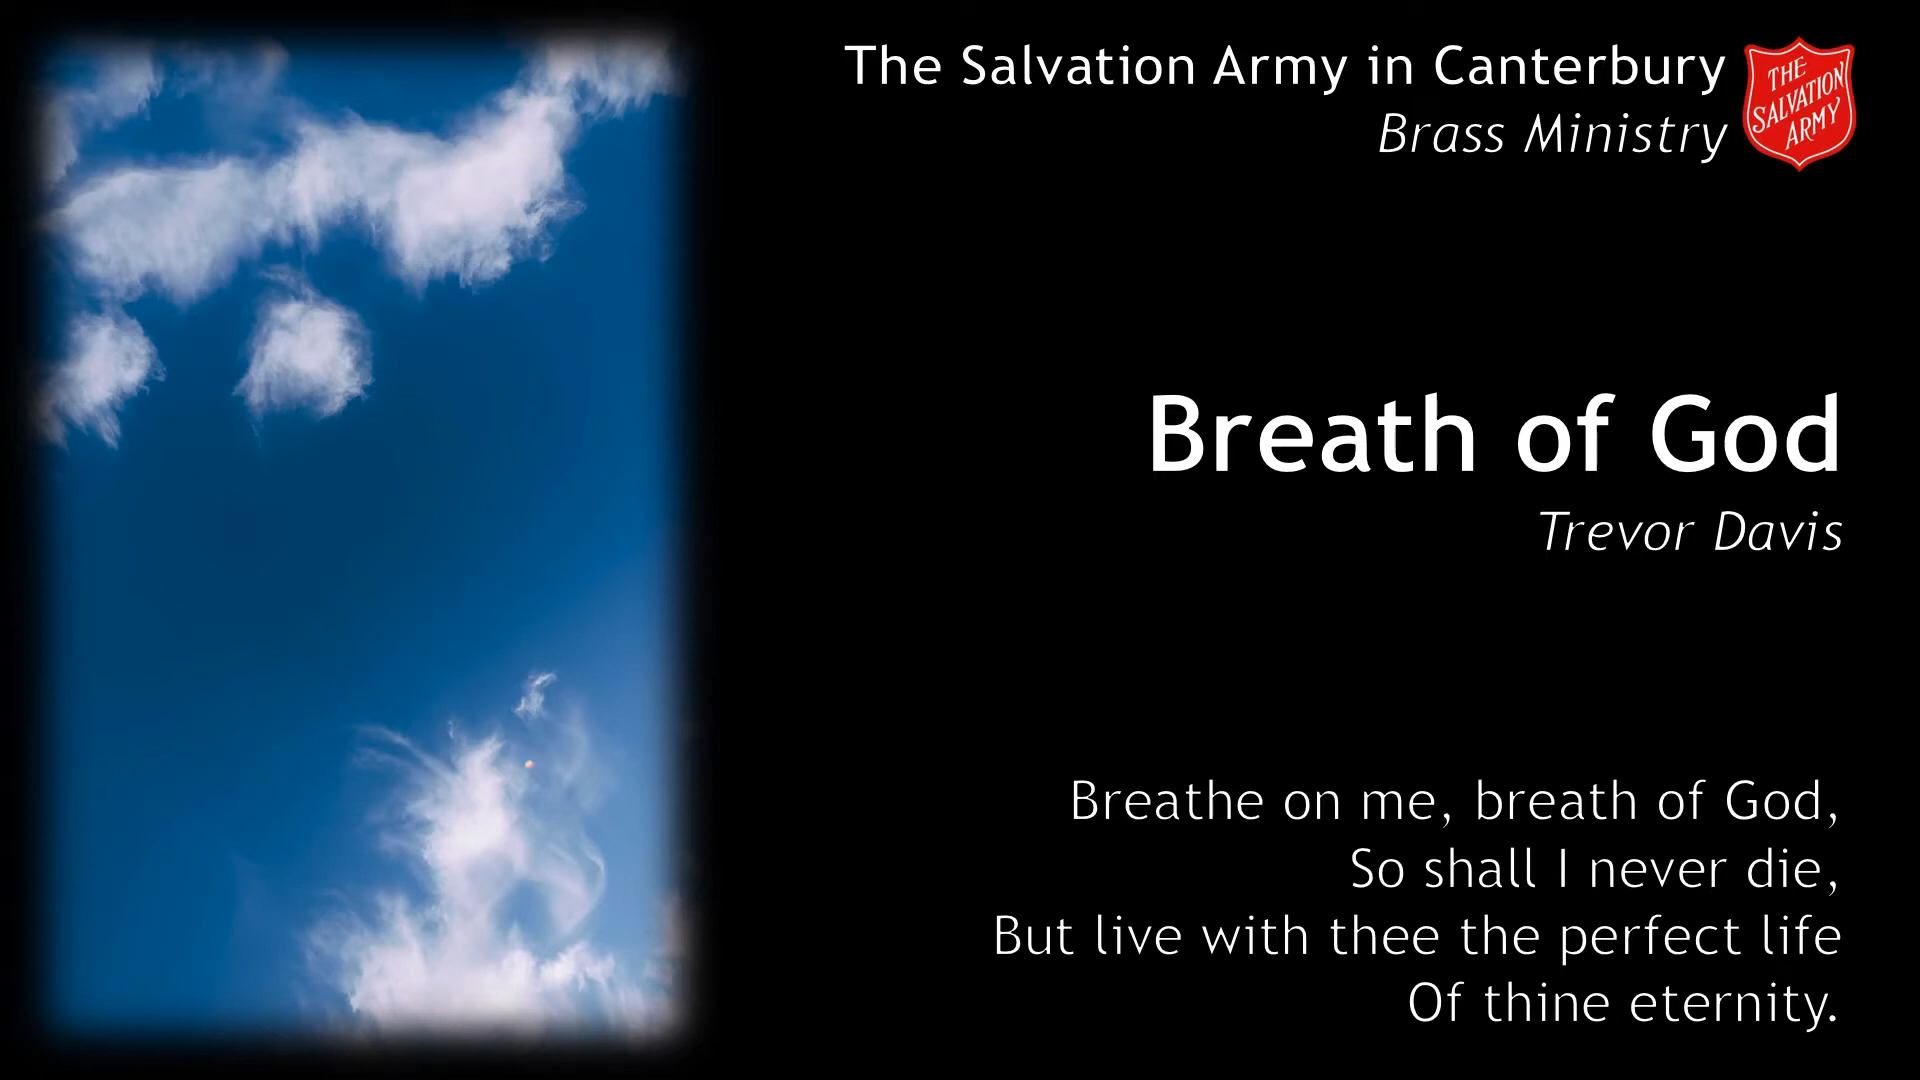 The Salvation Army in Canterbury
Brass Ministry
THE
SALVATION
ARMY
Breath of God
Trevor Davis
Breathe on me, breath of God,
So shall I never die,
But live with thee the perfect life
Of thine eternity.